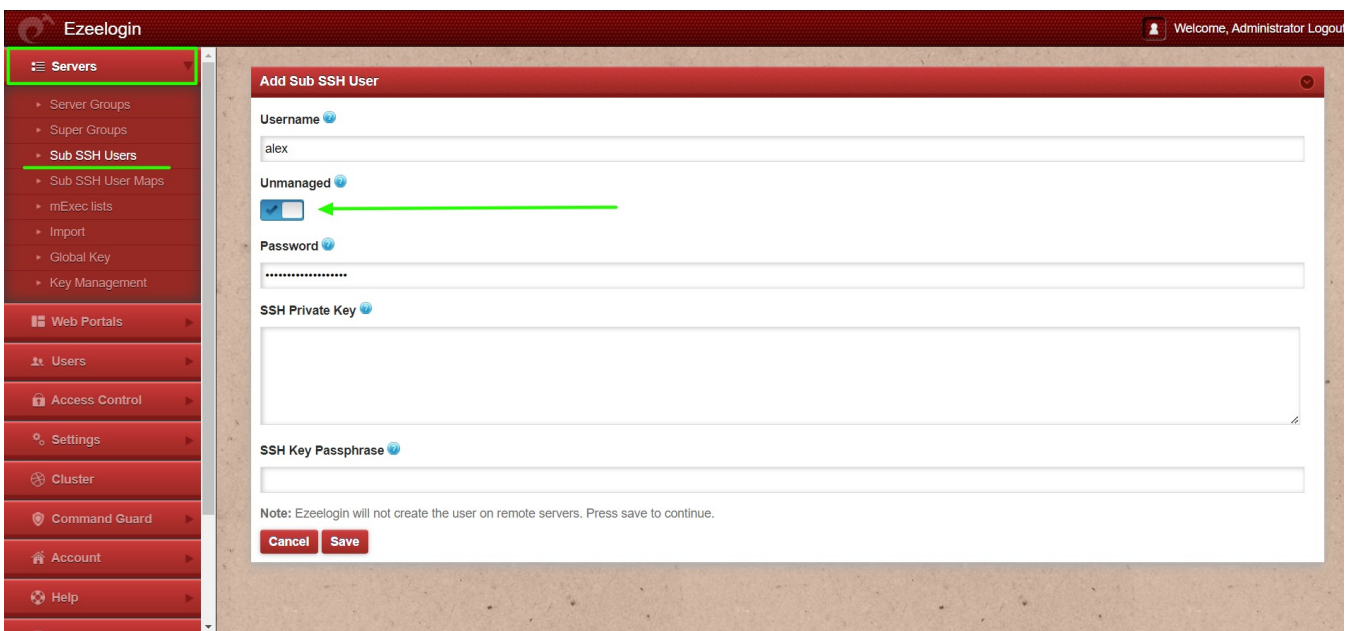 Ezeelogin
Welcome, Administrator Logout
Servers
Server Groups
Super Groups
Sub SSH Users
Sub SSH User Maps
mExec lists
Import
Global Key
Key Management
Web Portals
Users
Access Control
Settings
Cluster
Command Guard
Account
Help
Add Sub SSH User
Username
alex
Unmanaged
Password
•••••••••••••••••••
SSH Private Key
SSH Key Passphrase
Note: Ezeelogin will not create the user on remote servers. Press save to continue.
Cancel Save